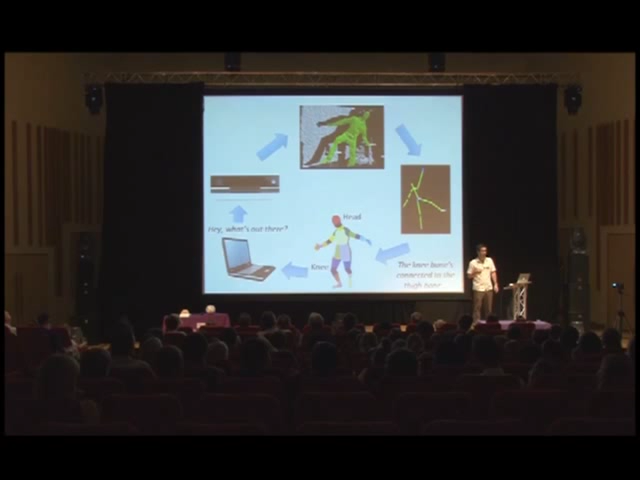 Head
Hey, what's out there?
Knee
The knee bone's
connected to the
thigh bone